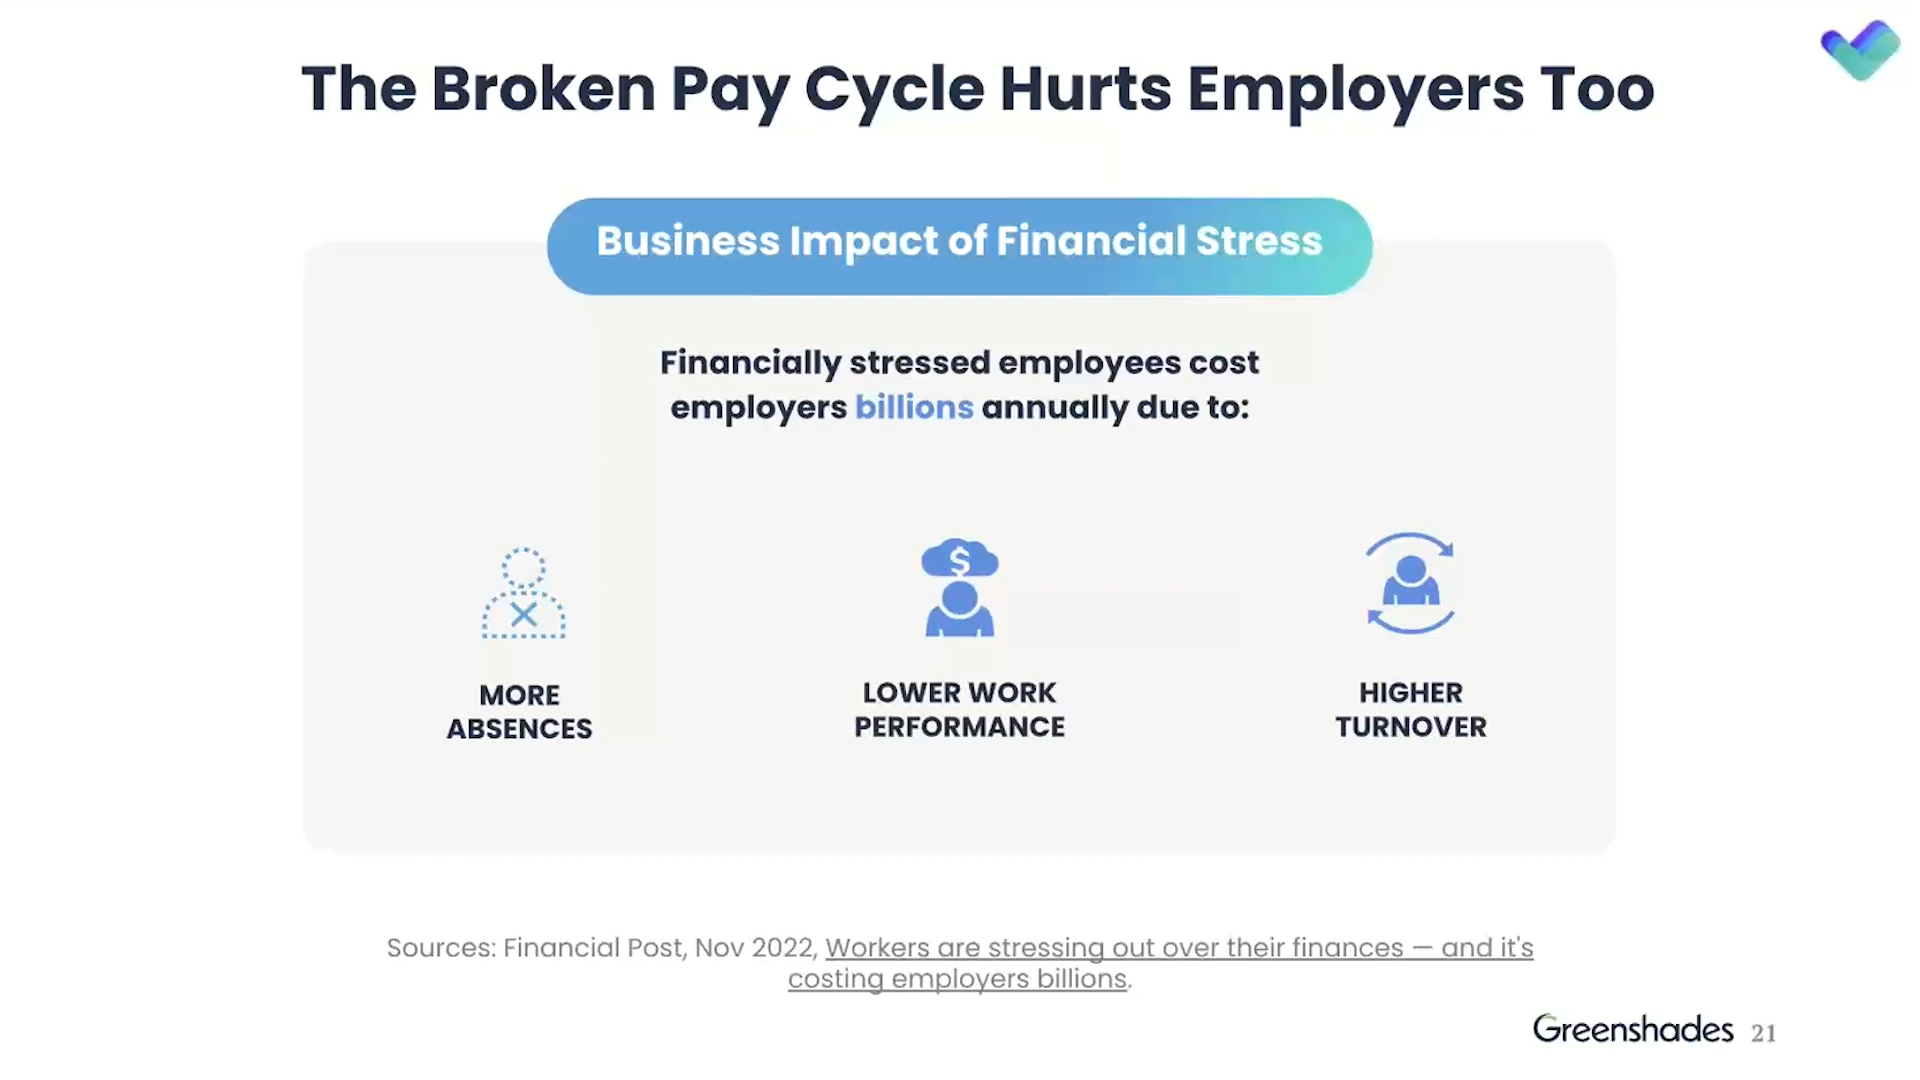 The Broken Pay Cycle Hurts Employers Too
Business Impact of Financial Stress
Financially stressed employees cost
employers billions annually due to:
$
MORE
ABSENCES
LOWER WORK
PERFORMANCE
HIGHER
TURNOVER
Sources: Financial Post, Nov 2022, Workers are stressing out over their finances — and it's
costing employers billions.
Greenshades 21